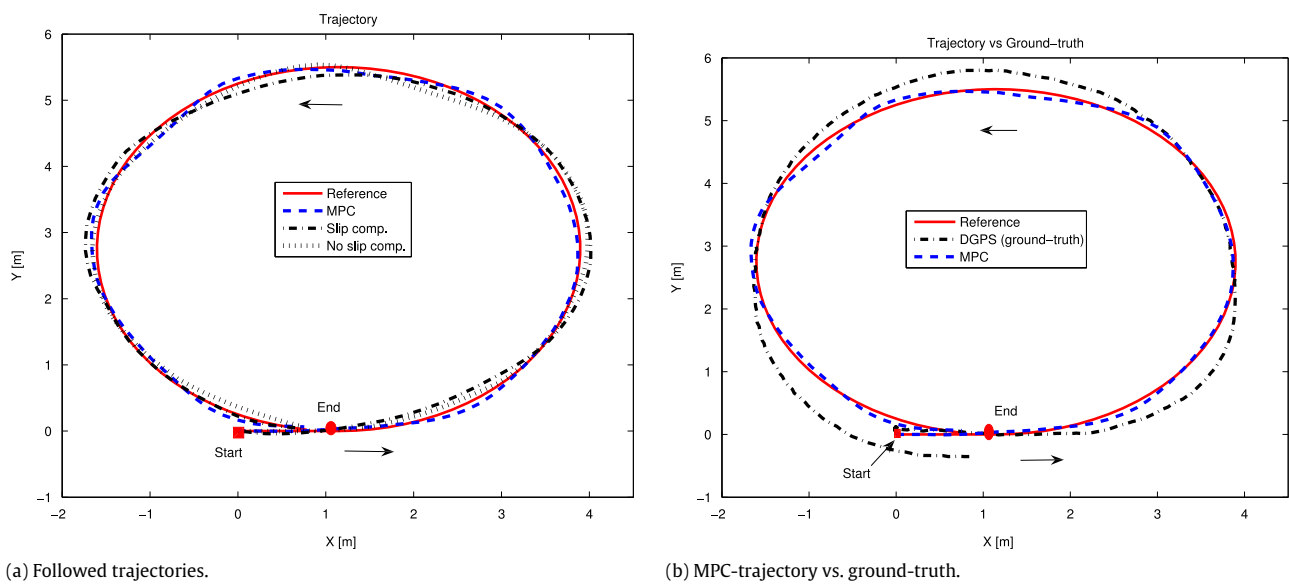 Trajectory
6
5
4
3
2
1
0
−1
Y [m]
Reference
MPC
Slip comp.
No slip comp.
End
Start
−2 −1 0 1 2 3 4
X [m]
(a) Followed trajectories.
Trajectory vs Ground−truth
6
5
4
3
2
1
0
−1
Y [m]
Reference
DGPS (ground−truth)
MPC
End
Start
−2 −1 0 1 2 3 4
X [m]
(b) MPC-trajectory vs. ground-truth.